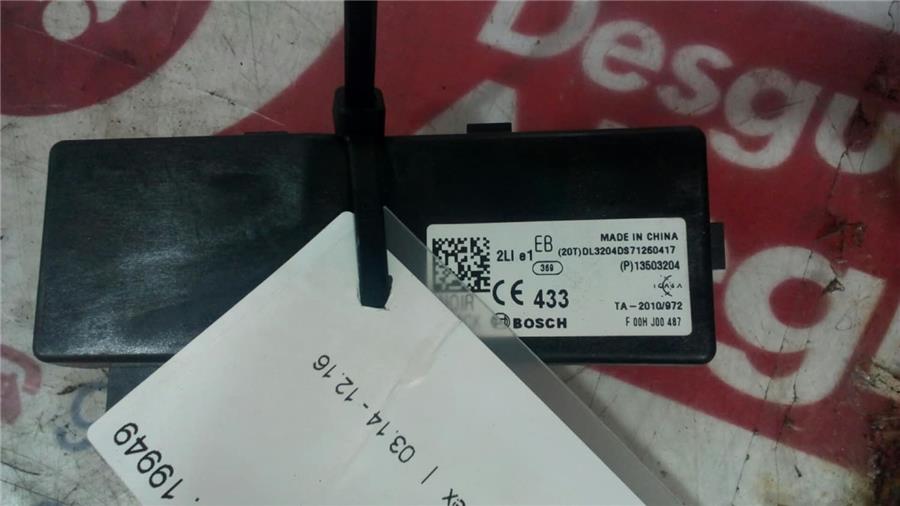 Desgu
MADE IN CHINA
2LI e1 EB (20T)DL3204DS71260417
369 (P)13503204
CE 433 ICASA
TA-2010/972
BOSCH F 00H J00 487
| 03.14-12.16
19949